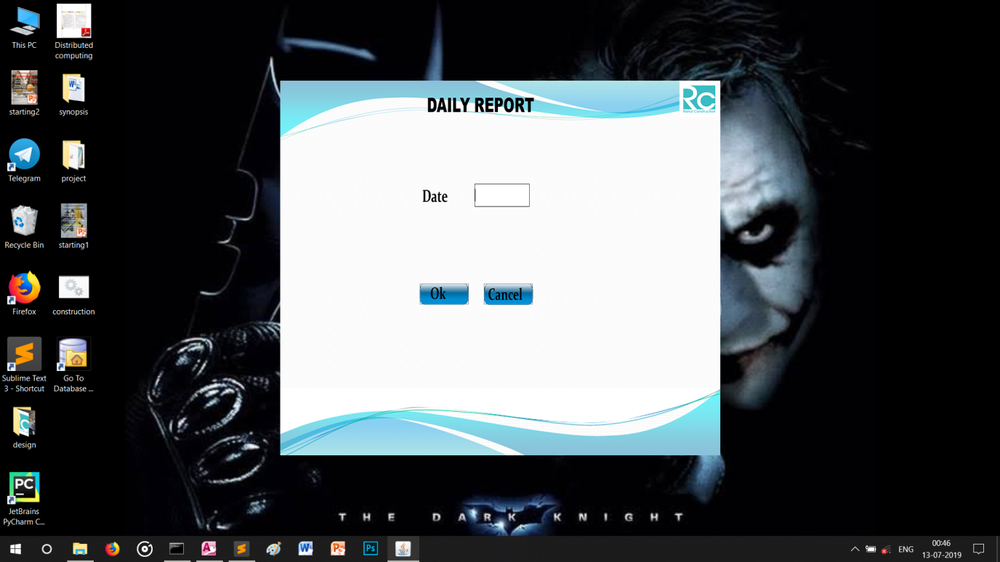 This PC
Distributed
computing
starting2
synopsis
Telegram
project
Recycle Bin
starting1
Firefox
construction
Sublime Text
3 - Shortcut
Go To
Database ...
design
PC
JetBrains
PyCharm C...
DAILY REPORT
RC
Rahul Construction
Date
Ok
Cancel
THE DARK KNIGHT
Ps
ENG
00:46
13-07-2019